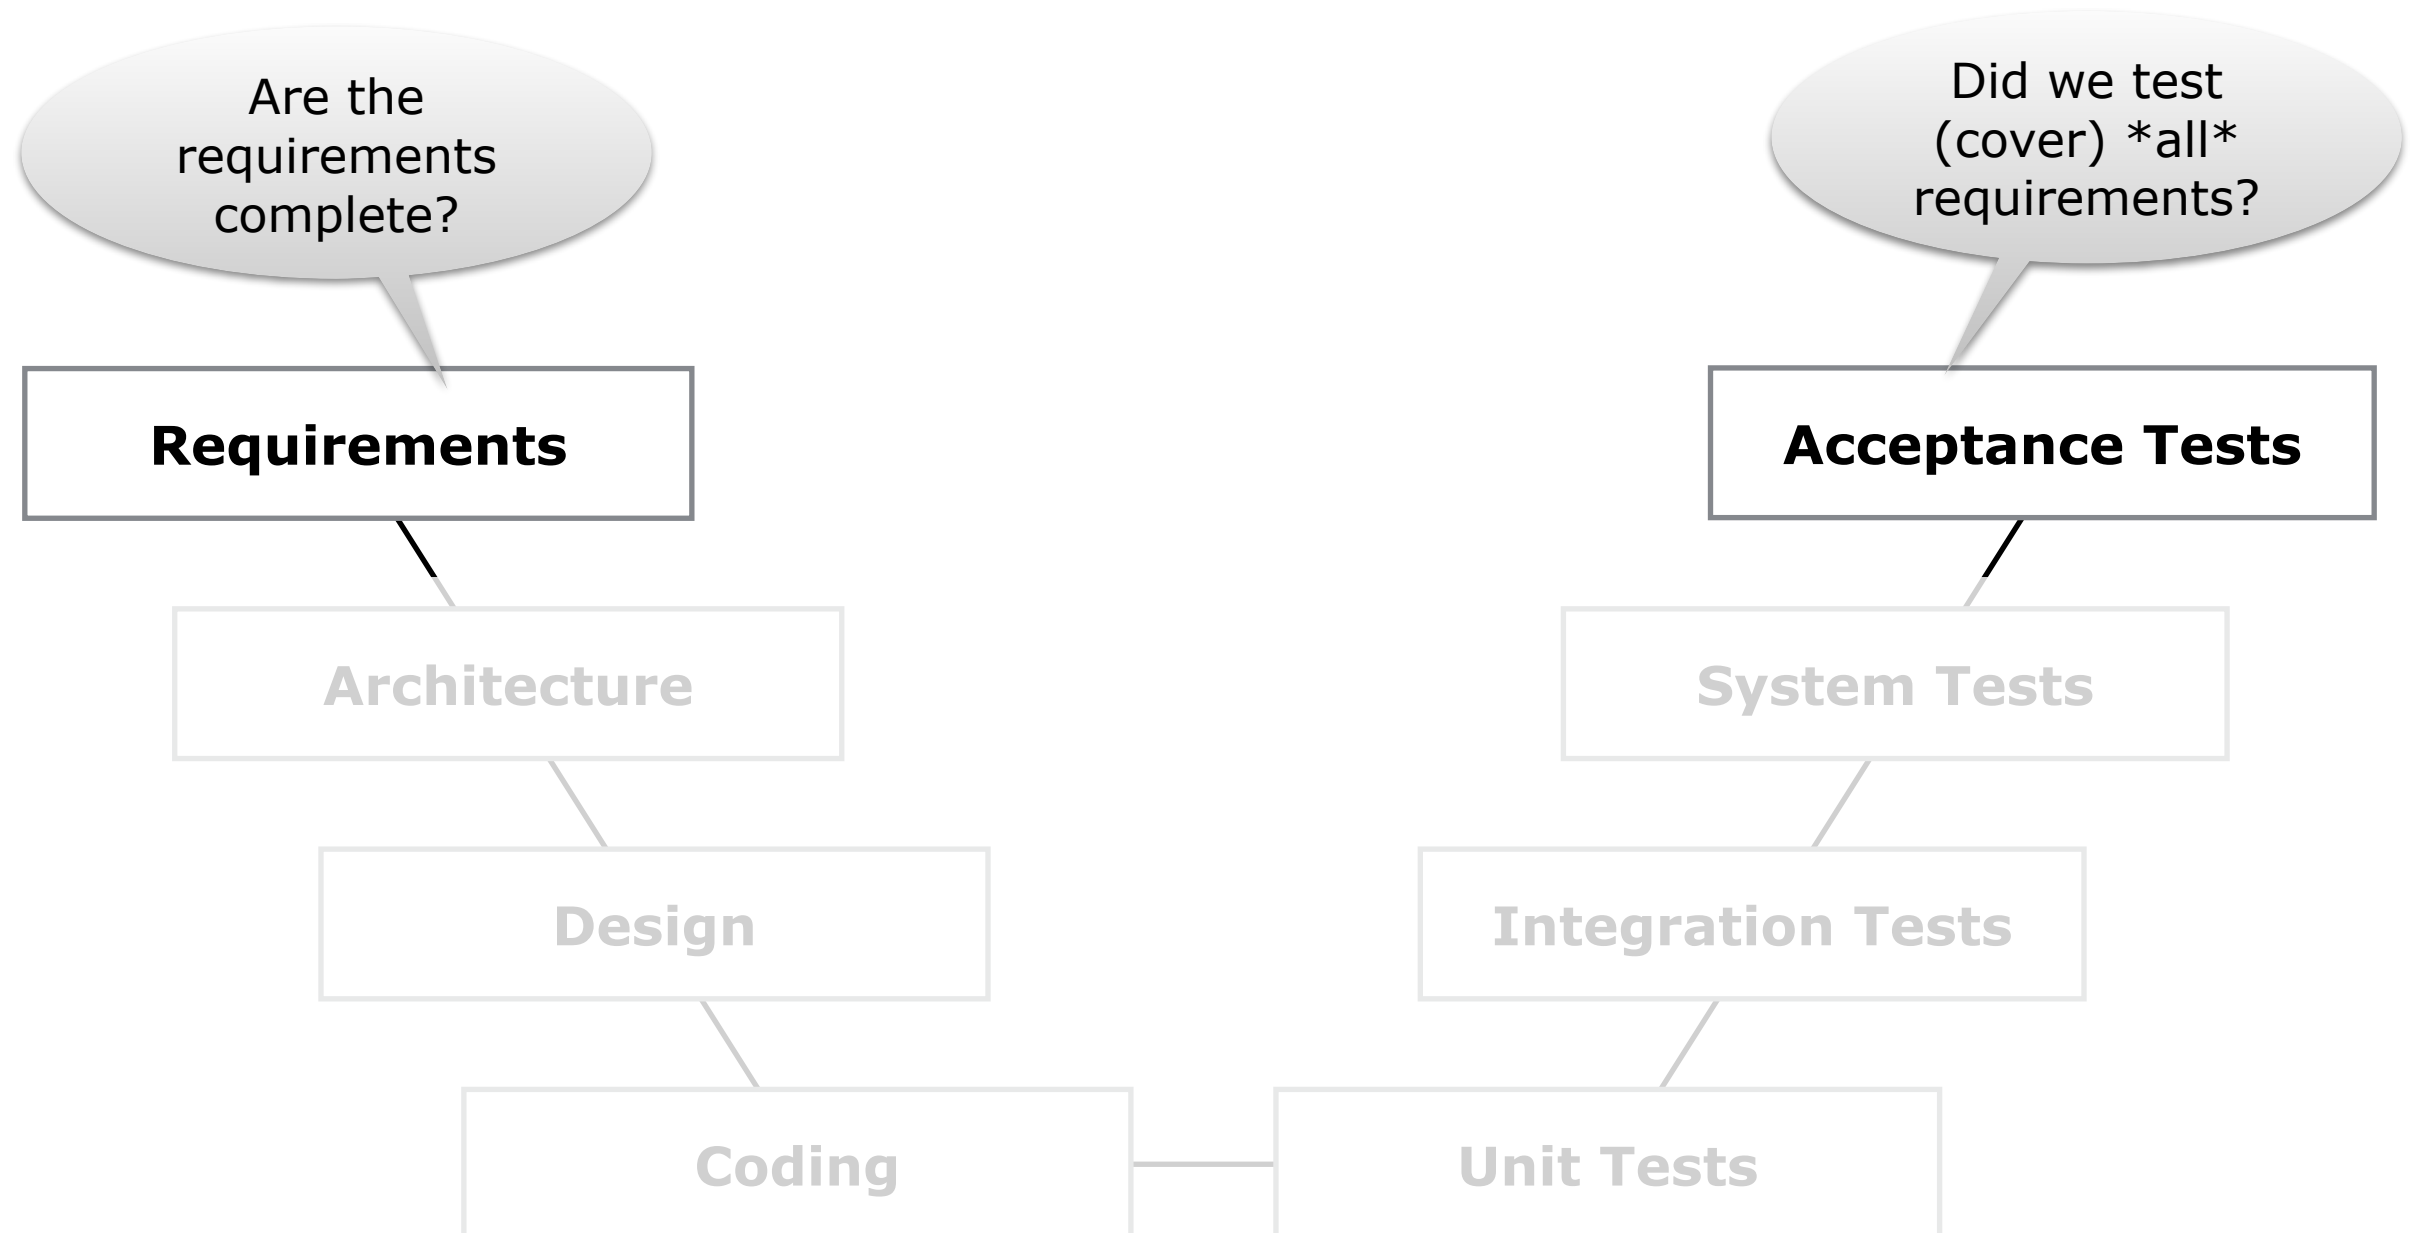 Are the
requirements
complete?
Did we test
(cover) *all*
requirements?
Requirements
Acceptance Tests
Architecture
System Tests
Design
Integration Tests
Coding
Unit Tests